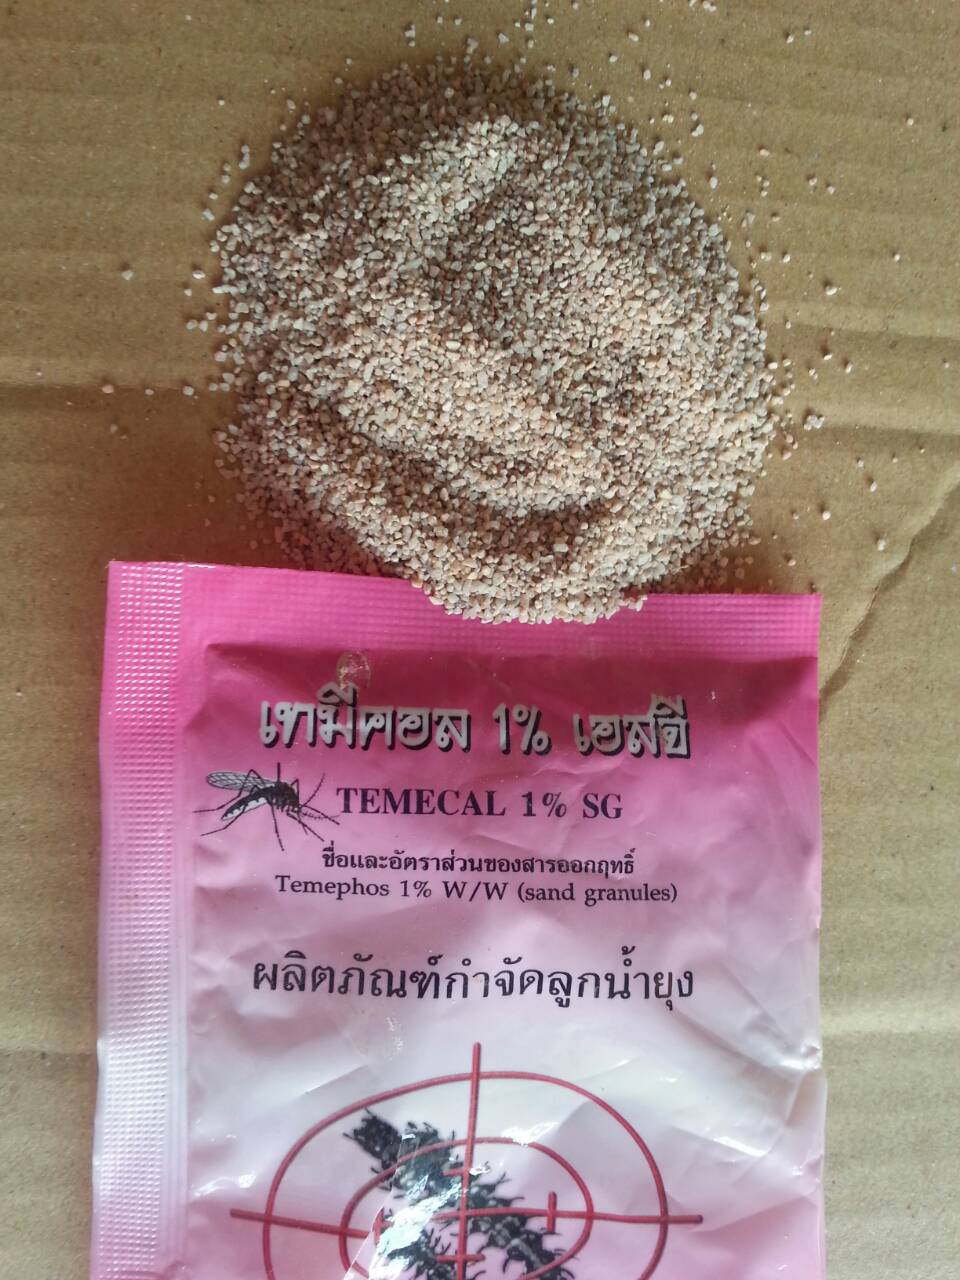 เทมีคอล 1% เอสจี
TEMECAL 1% SG
ชื่อและอัตราส่วนของสารออกฤทธิ์
Temephos 1% W/W (sand granules)
ผลิตภัณฑ์กำจัดลูกน้ำยุง